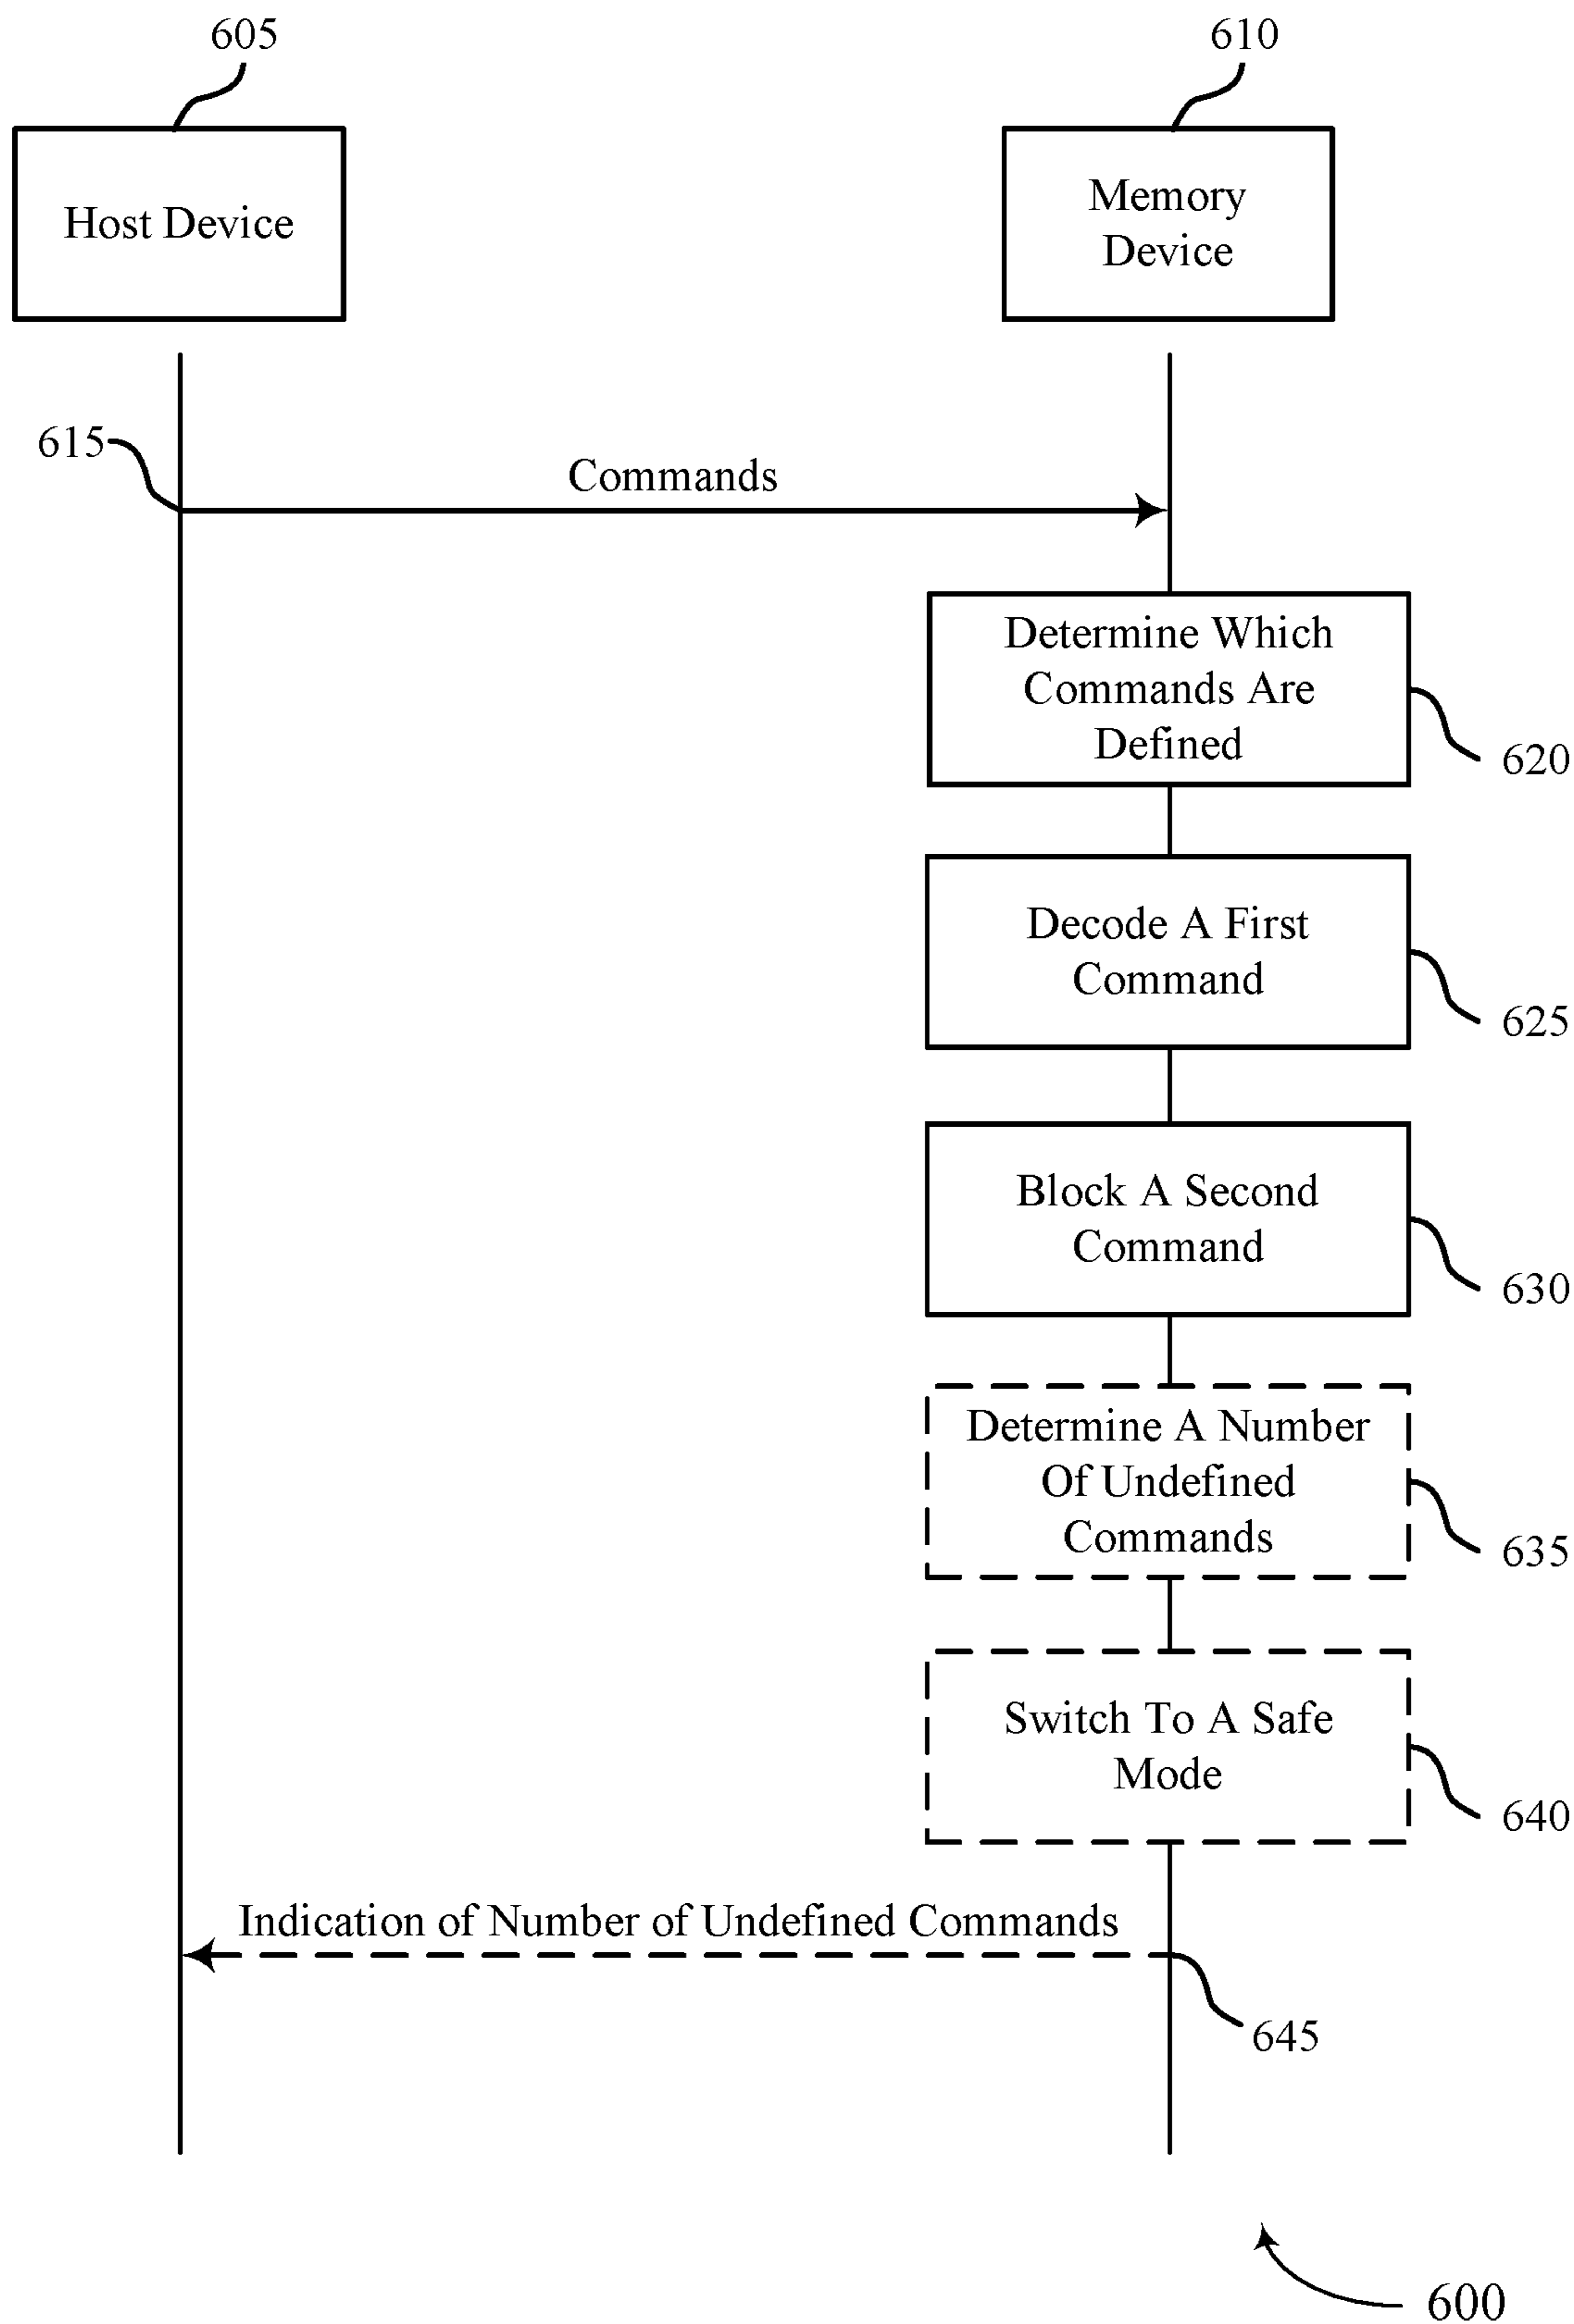 605
610
Host Device
Memory
Device
615
Commands
Determine Which
Commands Are
Defined
620
Decode A First
Command
625
Block A Second
Command
630
Determine A Number
Of Undefined
Commands
635
Switch To A Safe
Mode
640
Indication of Number of Undefined Commands
645
600